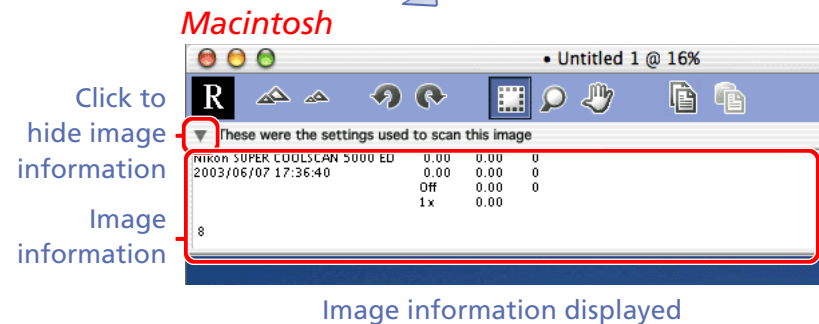 Macintosh
• Untitled 1 @ 16%
R
Click to
hide image
information
These were the settings used to scan this image
Nikon SUPER COOLSCAN 5000 ED 0.00 0.00 0
2003/06/07 17:36:40 0.00 0.00 0
Off 0.00 0
1x 0.00
8
Image
information
Image information displayed